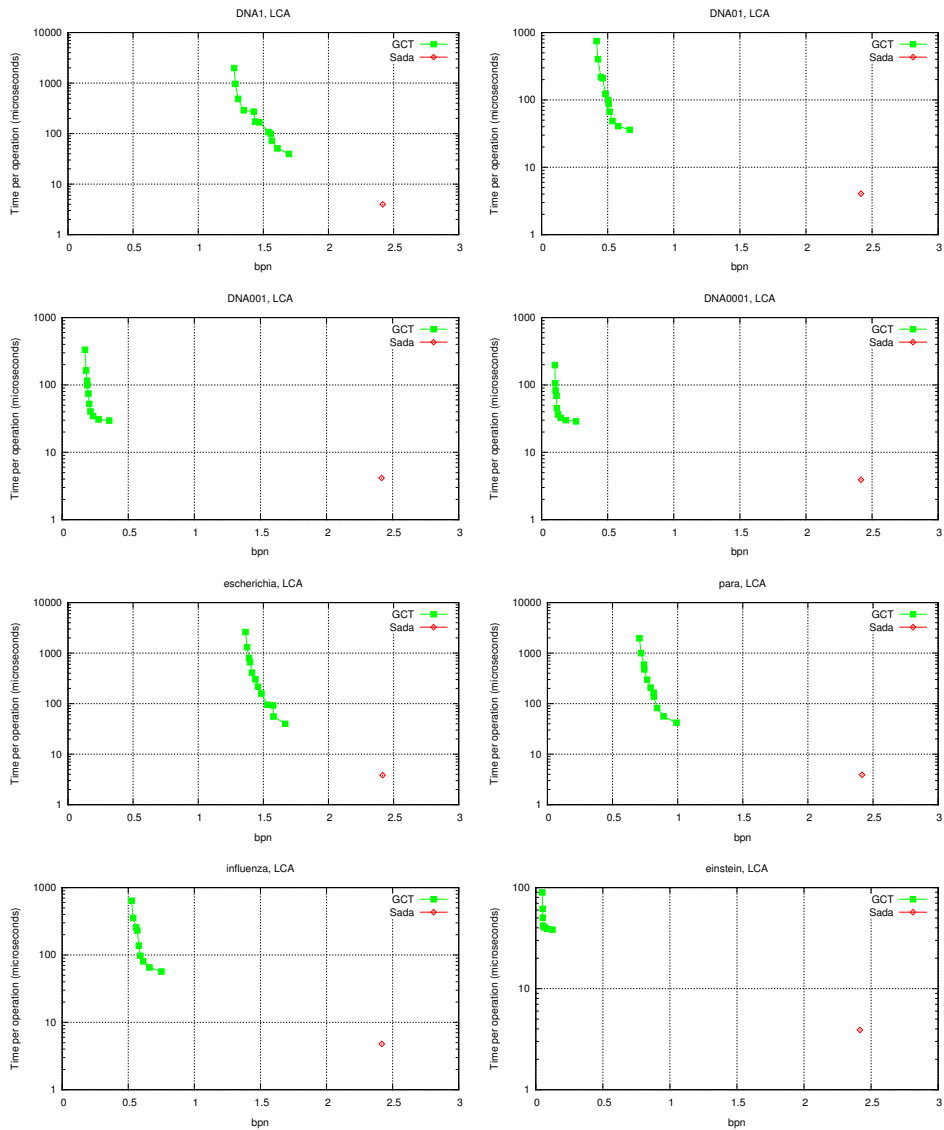 DNA1, LCA
10000
1000
100
10
1
0 0.5 1 1.5 2 2.5 3
Time per operation (microseconds)
bpn
GCT
Sada
DNA01, LCA
1000
100
10
1
0 0.5 1 1.5 2 2.5 3
Time per operation (microseconds)
bpn
GCT
Sada
DNA001, LCA
1000
100
10
1
0 0.5 1 1.5 2 2.5 3
Time per operation (microseconds)
bpn
GCT
Sada
DNA0001, LCA
1000
100
10
1
0 0.5 1 1.5 2 2.5 3
Time per operation (microseconds)
bpn
GCT
Sada
escherichia, LCA
10000
1000
100
10
1
0 0.5 1 1.5 2 2.5 3
Time per operation (microseconds)
bpn
GCT
Sada
para, LCA
10000
1000
100
10
1
0 0.5 1 1.5 2 2.5 3
Time per operation (microseconds)
bpn
GCT
Sada
influenza, LCA
1000
100
10
1
0 0.5 1 1.5 2 2.5 3
Time per operation (microseconds)
bpn
GCT
Sada
einstein, LCA
100
10
1
0 0.5 1 1.5 2 2.5 3
Time per operation (microseconds)
bpn
GCT
Sada